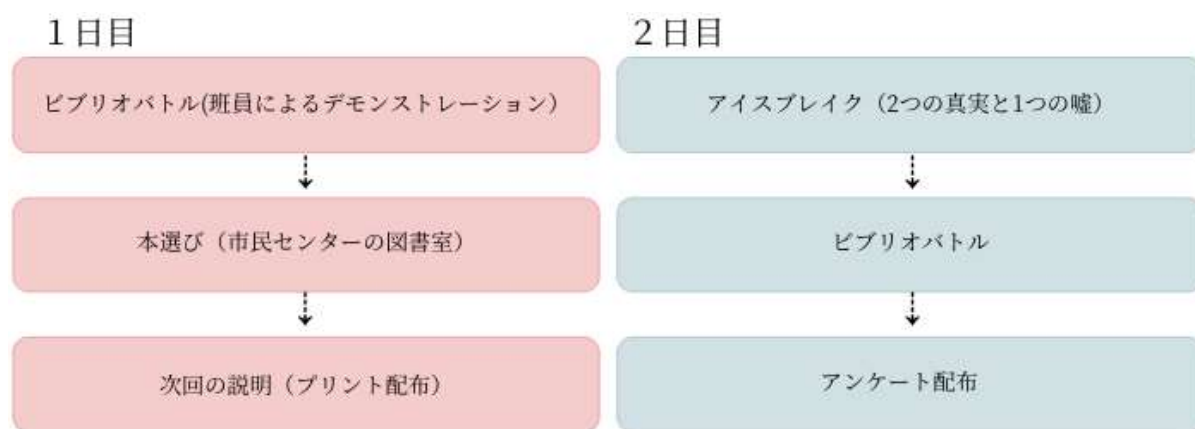 1日目
ビブリオバトル(班員によるデモンストレーション）
本選び（市民センターの図書室）
次回の説明（プリント配布）
2日目
アイスブレイク（2つの真実と1つの嘘）
ビブリオバトル
アンケート配布